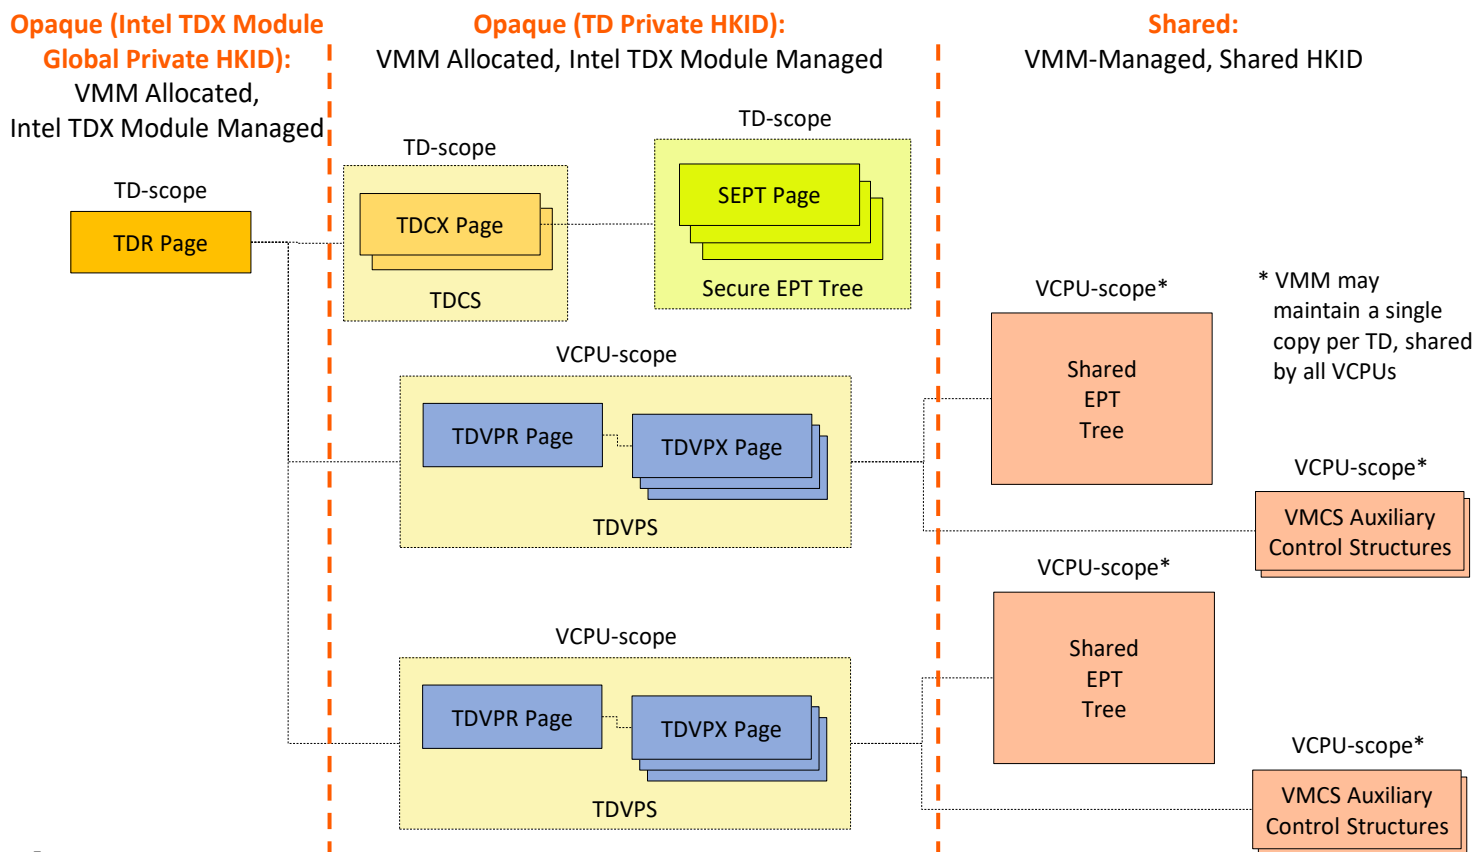 Opaque (Intel TDX Module
Global Private HKID):
VMM Allocated,
Intel TDX Module Managed
Opaque (TD Private HKID):
VMM Allocated, Intel TDX Module Managed
Shared:
VMM-Managed, Shared HKID
TD-scope
TDR Page
TD-scope
TDCX Page
TDCS
TD-scope
SEPT Page
Secure EPT Tree
VCPU-scope
TDVPR Page
TDVPX Page
TDVPS
VCPU-scope*
Shared
EPT
Tree
* VMM may
maintain a single
copy per TD, shared
by all VCPUs
VCPU-scope*
VMCS Auxiliary
Control Structures
VCPU-scope
TDVPR Page
TDVPX Page
TDVPS
VCPU-scope*
Shared
EPT
Tree
VCPU-scope*
VMCS Auxiliary
Control Structures